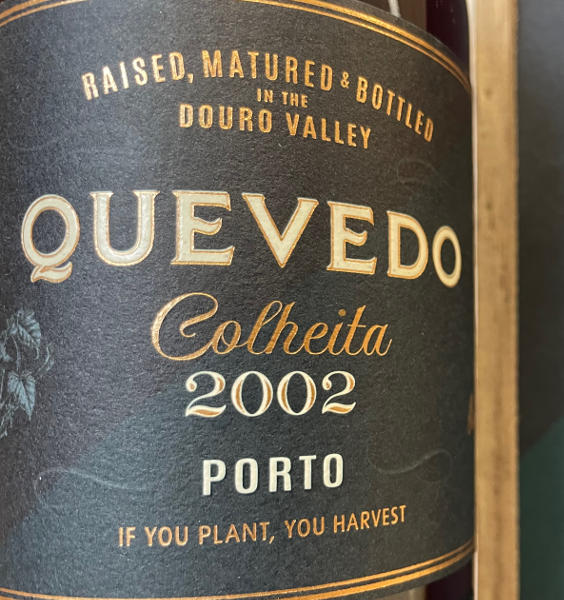 RAISED, MATURED & BOTTLED
IN THE
DOURO VALLEY
QUEVEDO
Colheita
2002
PORTO
IF YOU PLANT, YOU HARVEST